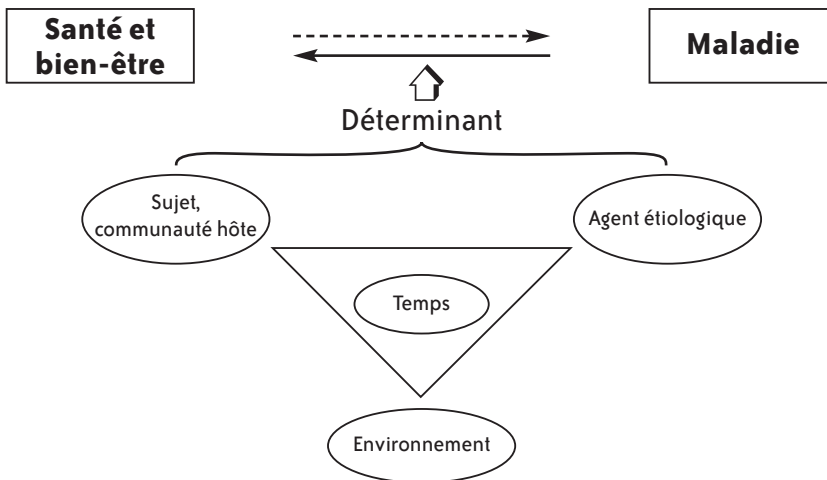 Santé et
bien-être
Maladie
Déterminant
Sujet,
communauté hôte
Agent étiologique
Temps
Environnement